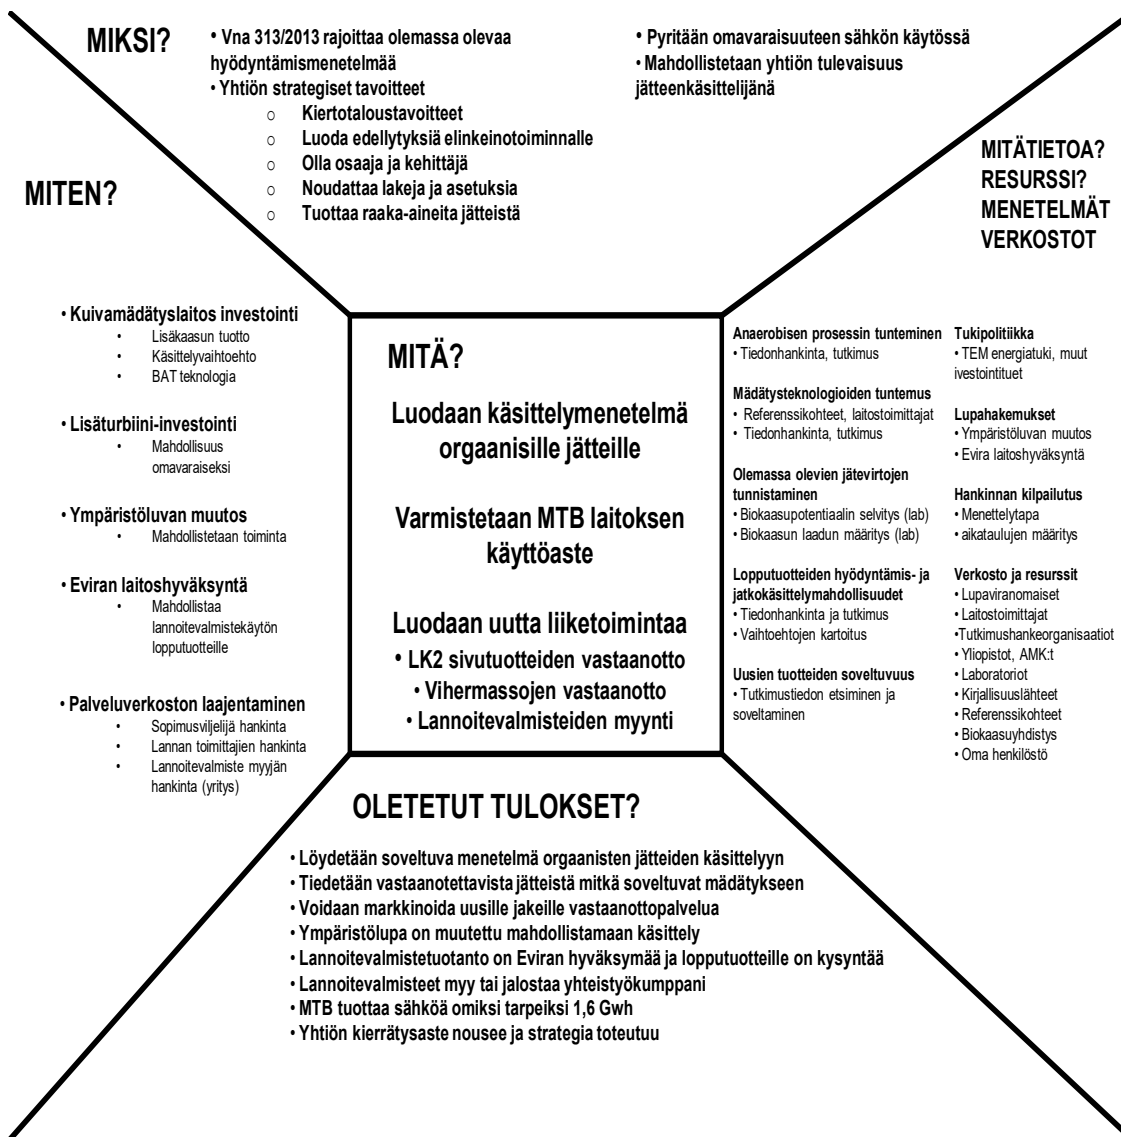 MIKSI?
• Vna 313/2013 rajoittaa olemassa olevaa
hyödyntämismenetelmää
• Yhtiön strategiset tavoitteet
o Kiertotaloustavoitteet
o Luoda edellytyksiä elinkeinotoiminnalle
o Olla osaaja ja kehittäjä
o Noudattaa lakeja ja asetuksia
o Tuottaa raaka-aineita jätteistä
• Pyritään omavaraisuuteen sähkön käytössä
• Mahdollistetaan yhtiön tulevaisuus
jätteenkäsittelijänä
MITEN?
• Kuivamädätyslaitos investointi
• Lisäkaasun tuotto
• Käsittelyvaihtoehto
• BAT teknologia
• Lisäturbiini-investointi
• Mahdollisuus
omavaraiseksi
• Ympäristöluvan muutos
• Mahdollistetaan toiminta
• Eviran laitoshyväksyntä
• Mahdollistaa
lannoitevalmistekäytön
lopputuotteille
• Palveluverkoston laajentaminen
• Sopimusviljelijä hankinta
• Lannan toimittajien hankinta
• Lannoitevalmiste myyjän
hankinta (yritys)
MITÄ?
Luodaan käsittelymenetelmä
orgaanisille jätteille
Varmistetaan MTB laitoksen
käyttöaste
Luodaan uutta liiketoimintaa
• LK2 sivutuotteiden vastaanotto
• Vihermassojen vastaanotto
• Lannoitevalmisteiden myynti
MITÄTIETOA?
RESURSSI?
MENETELMÄT
VERKOSTOT
Anaerobisen prosessin tunteminen
• Tiedonhankinta, tutkimus
Mädätysteknologioiden tuntemus
• Referenssikohteet, laitostoimittajat
• Tiedonhankinta, tutkimus
Olemassa olevien jätevirtojen
tunnistaminen
• Biokaasupotentiaalin selvitys (lab)
• Biokaasun laadun määritys (lab)
Lopputuotteiden hyödyntämis- ja
jatkokäsittelymahdollisuudet
• Tiedonhankinta ja tutkimus
• Vaihtoehtojen kartoitus
Uusien tuotteiden soveltuvuus
• Tutkimustiedon etsiminen ja
soveltaminen
Tukipolitiikka
• TEM energiatuki, muut
ivestointituet
Lupahakemukset
• Ympäristöluvan muutos
• Evira laitoshyväksyntä
Hankinnan kilpailutus
• Menettelytapa
• aikataulujen määritys
Verkosto ja resurssit
• Lupaviranomaiset
• Laitostoimittajat
•Tutkimushankeorganisaatiot
• Yliopistot, AMK:t
• Laboratoriot
• Kirjallisuuslähteet
• Referenssikohteet
• Biokaasuyhdistys
• Oma henkilöstö
OLETETUT TULOKSET?
• Löydetään soveltuva menetelmä orgaanisten jätteiden käsittelyyn
• Tiedetään vastaanotettavista jätteistä mitkä soveltuvat mädätykseen
• Voidaan markkinoida uusille jakeille vastaanottopalvelua
• Ympäristölupa on muutettu mahdollistamaan käsittely
• Lannoitevalmistetuotanto on Eviran hyväksymää ja lopputuotteille on kysyntää
• Lannoitevalmisteet myy tai jalostaa yhteistyökumppani
• MTB tuottaa sähköä omiksi tarpeiksi 1,6 Gwh
• Yhtiön kierrätysaste nousee ja strategia toteutuu